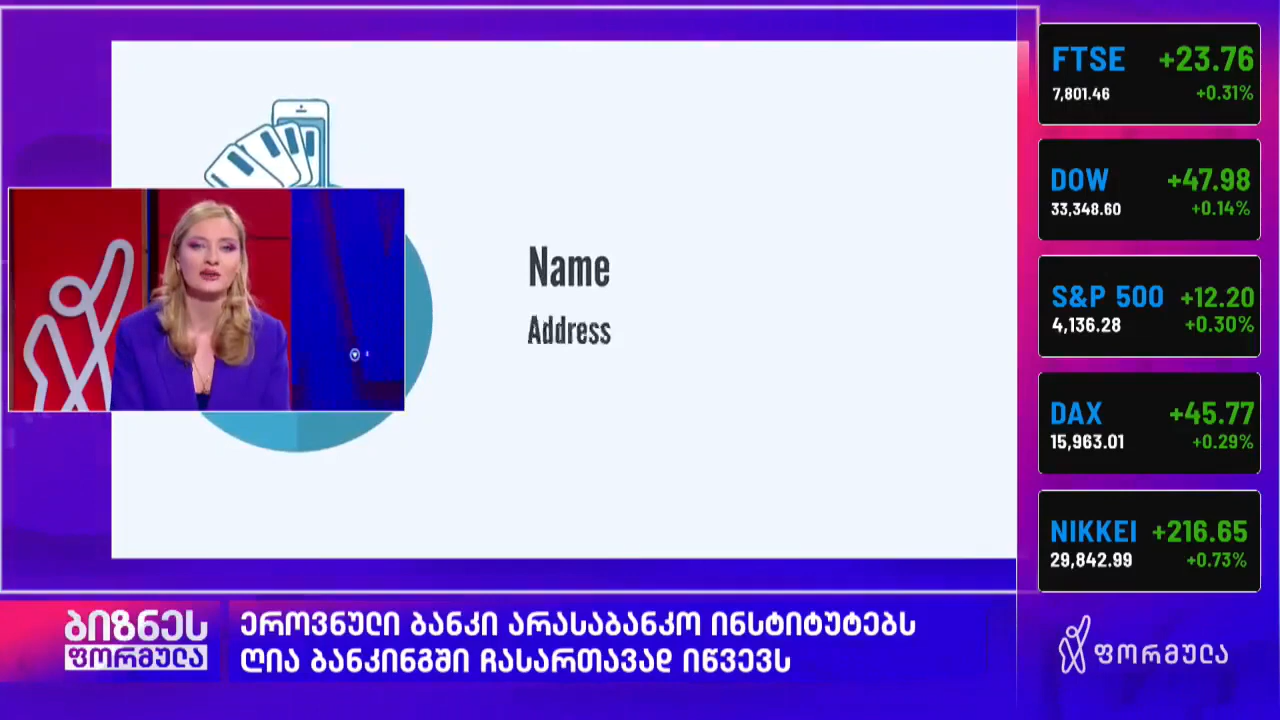 Name
Address
FTSE +23.76
7,801.46 +0.31%
DOW +47.98
33,348.60 +0.14%
S&P 500 +12.20
4,136.28 +0.30%
DAX +45.77
15,963.01 +0.29%
NIKKEI +216.65
29,842.99 +0.73%
ბიზნეს
ფორმულა
ეროვნული ბანკი არასაბანკო ინსტიტუტებს
ღია ბანკინგში ჩასართავად იწვევს
ფორმულა